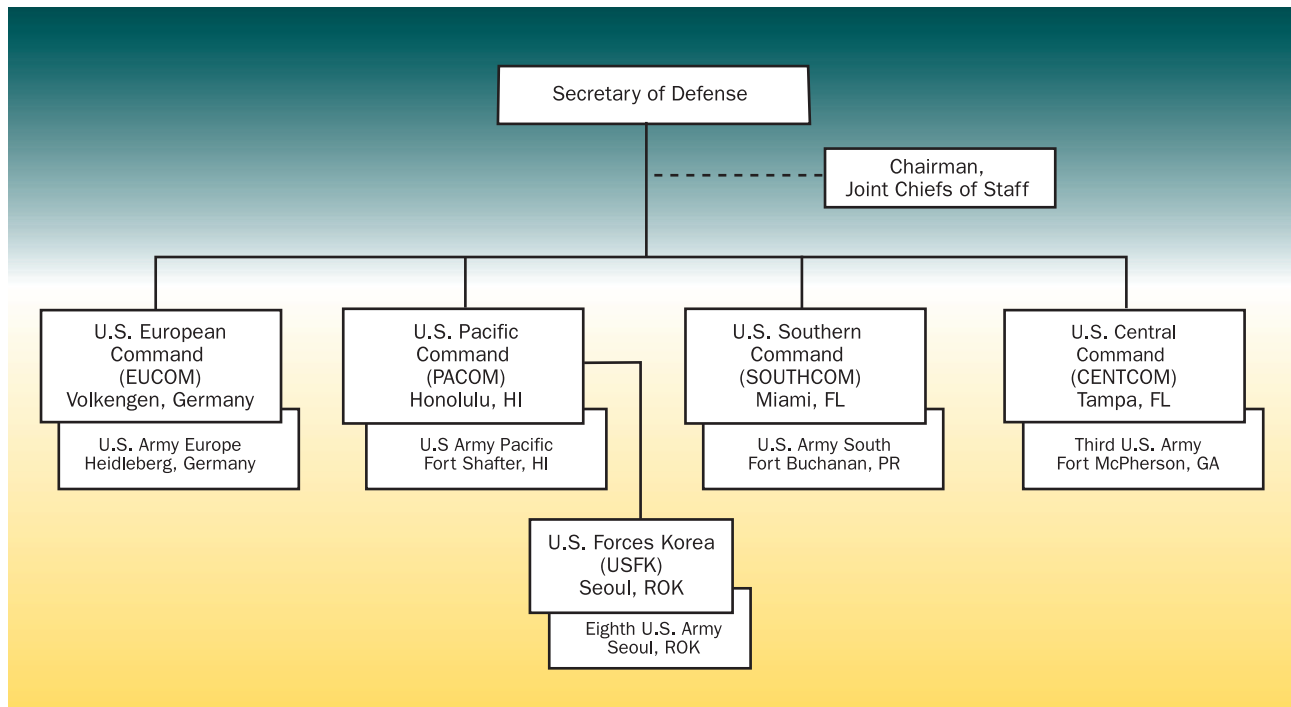 Secretary of Defense
Chairman,
Joint Chiefs of Staff
U.S. European
Command
(EUCOM)
Volkengen, Germany
U.S. Army Europe
Heidleberg, Germany
U.S. Pacific
Command
(PACOM)
Honolulu, HI
U.S Army Pacific
Fort Shafter, HI
U.S. Southern
Command
(SOUTHCOM)
Miami, FL
U.S. Army South
Fort Buchanan, PR
U.S. Central
Command
(CENTCOM)
Tampa, FL
Third U.S. Army
Fort McPherson, GA
U.S. Forces Korea
(USFK)
Seoul, ROK
Eighth U.S. Army
Seoul, ROK